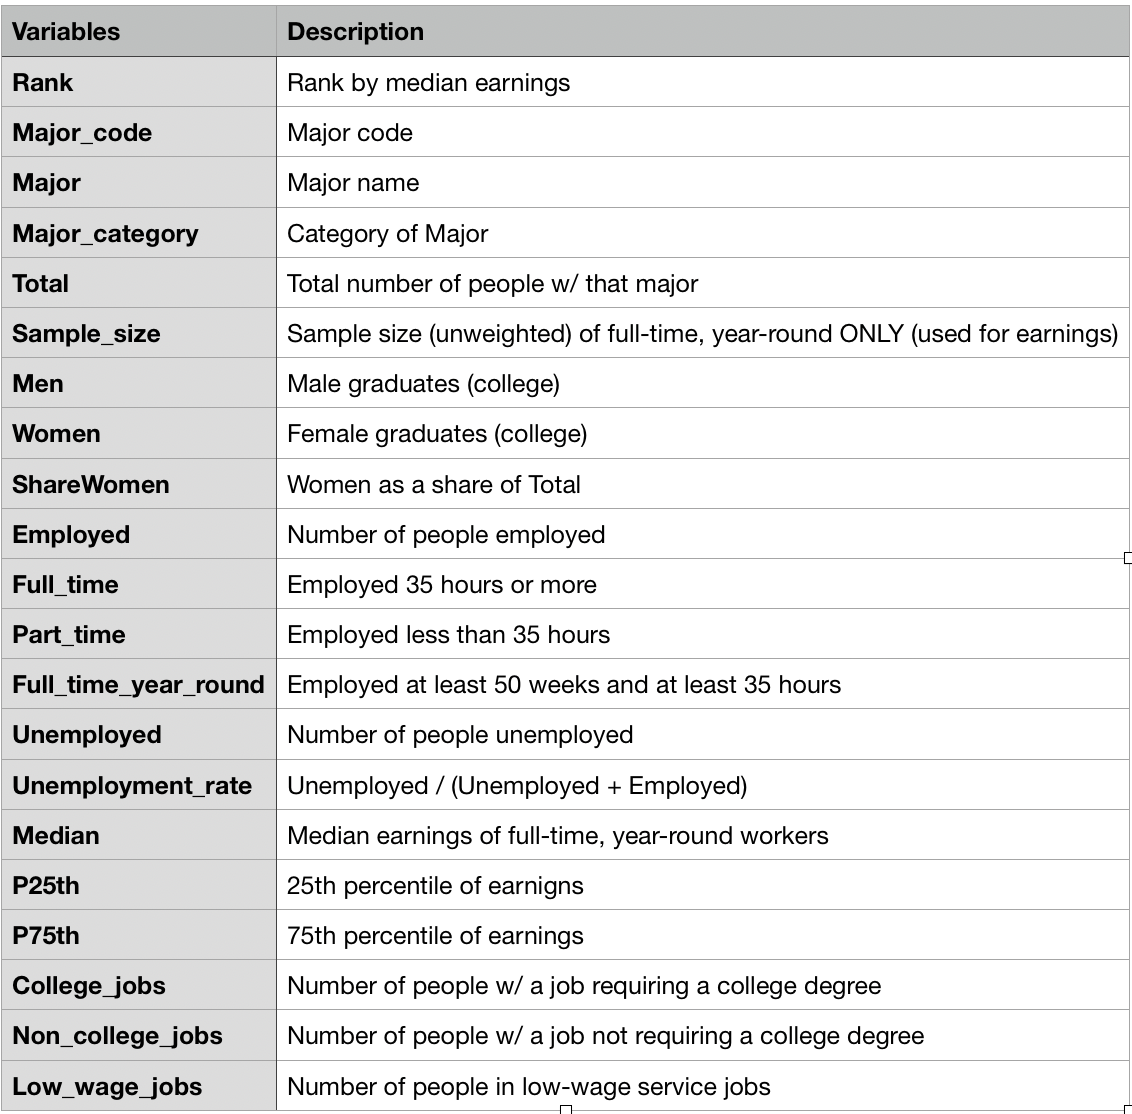 Variables Description
Rank Rank by median earnings
Major_code Major code
Major Major name
Major_category Category of Major
Total Total number of people w/ that major
Sample_size Sample size (unweighted) of full-time, year-round ONLY (used for earnings)
Men Male graduates (college)
Women Female graduates (college)
ShareWomen Women as a share of Total
Employed Number of people employed
Full_time Employed 35 hours or more
Part_time Employed less than 35 hours
Full_time_year_round Employed at least 50 weeks and at least 35 hours
Unemployed Number of people unemployed
Unemployment_rate Unemployed / (Unemployed + Employed)
Median Median earnings of full-time, year-round workers
P25th 25th percentile of earnigns
P75th 75th percentile of earnings
College_jobs Number of people w/ a job requiring a college degree
Non_college_jobs Number of people w/ a job not requiring a college degree
Low_wage_jobs Number of people in low-wage service jobs